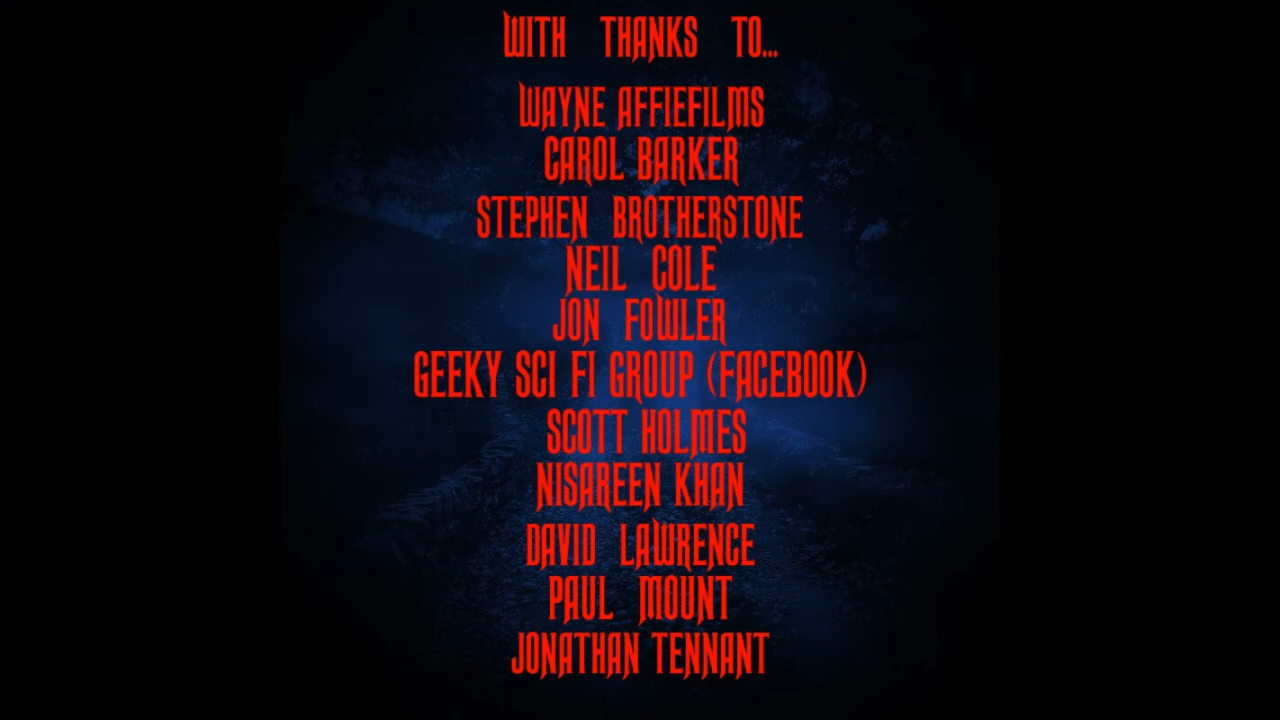 WITH THANKS TO...
WAYNE AFFIEFILMS
CAROL BARKER
STEPHEN BROTHERSTONE
NEIL COLE
JON FOWLER
GEEKY SCI FI GROUP (FACEBOOK)
SCOTT HOLMES
NISAREEN KHAN
DAVID LAWRENCE
PAUL MOUNT
JONATHAN TENNANT